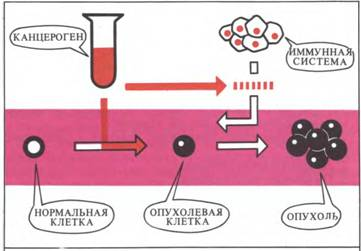 КАНЦЕРОГЕН
ИММУННАЯ
СИСТЕМА
НОРМАЛЬНАЯ
КЛЕТКА
ОПУХОЛЕВАЯ
КЛЕТКА
ОПУХОЛЬ